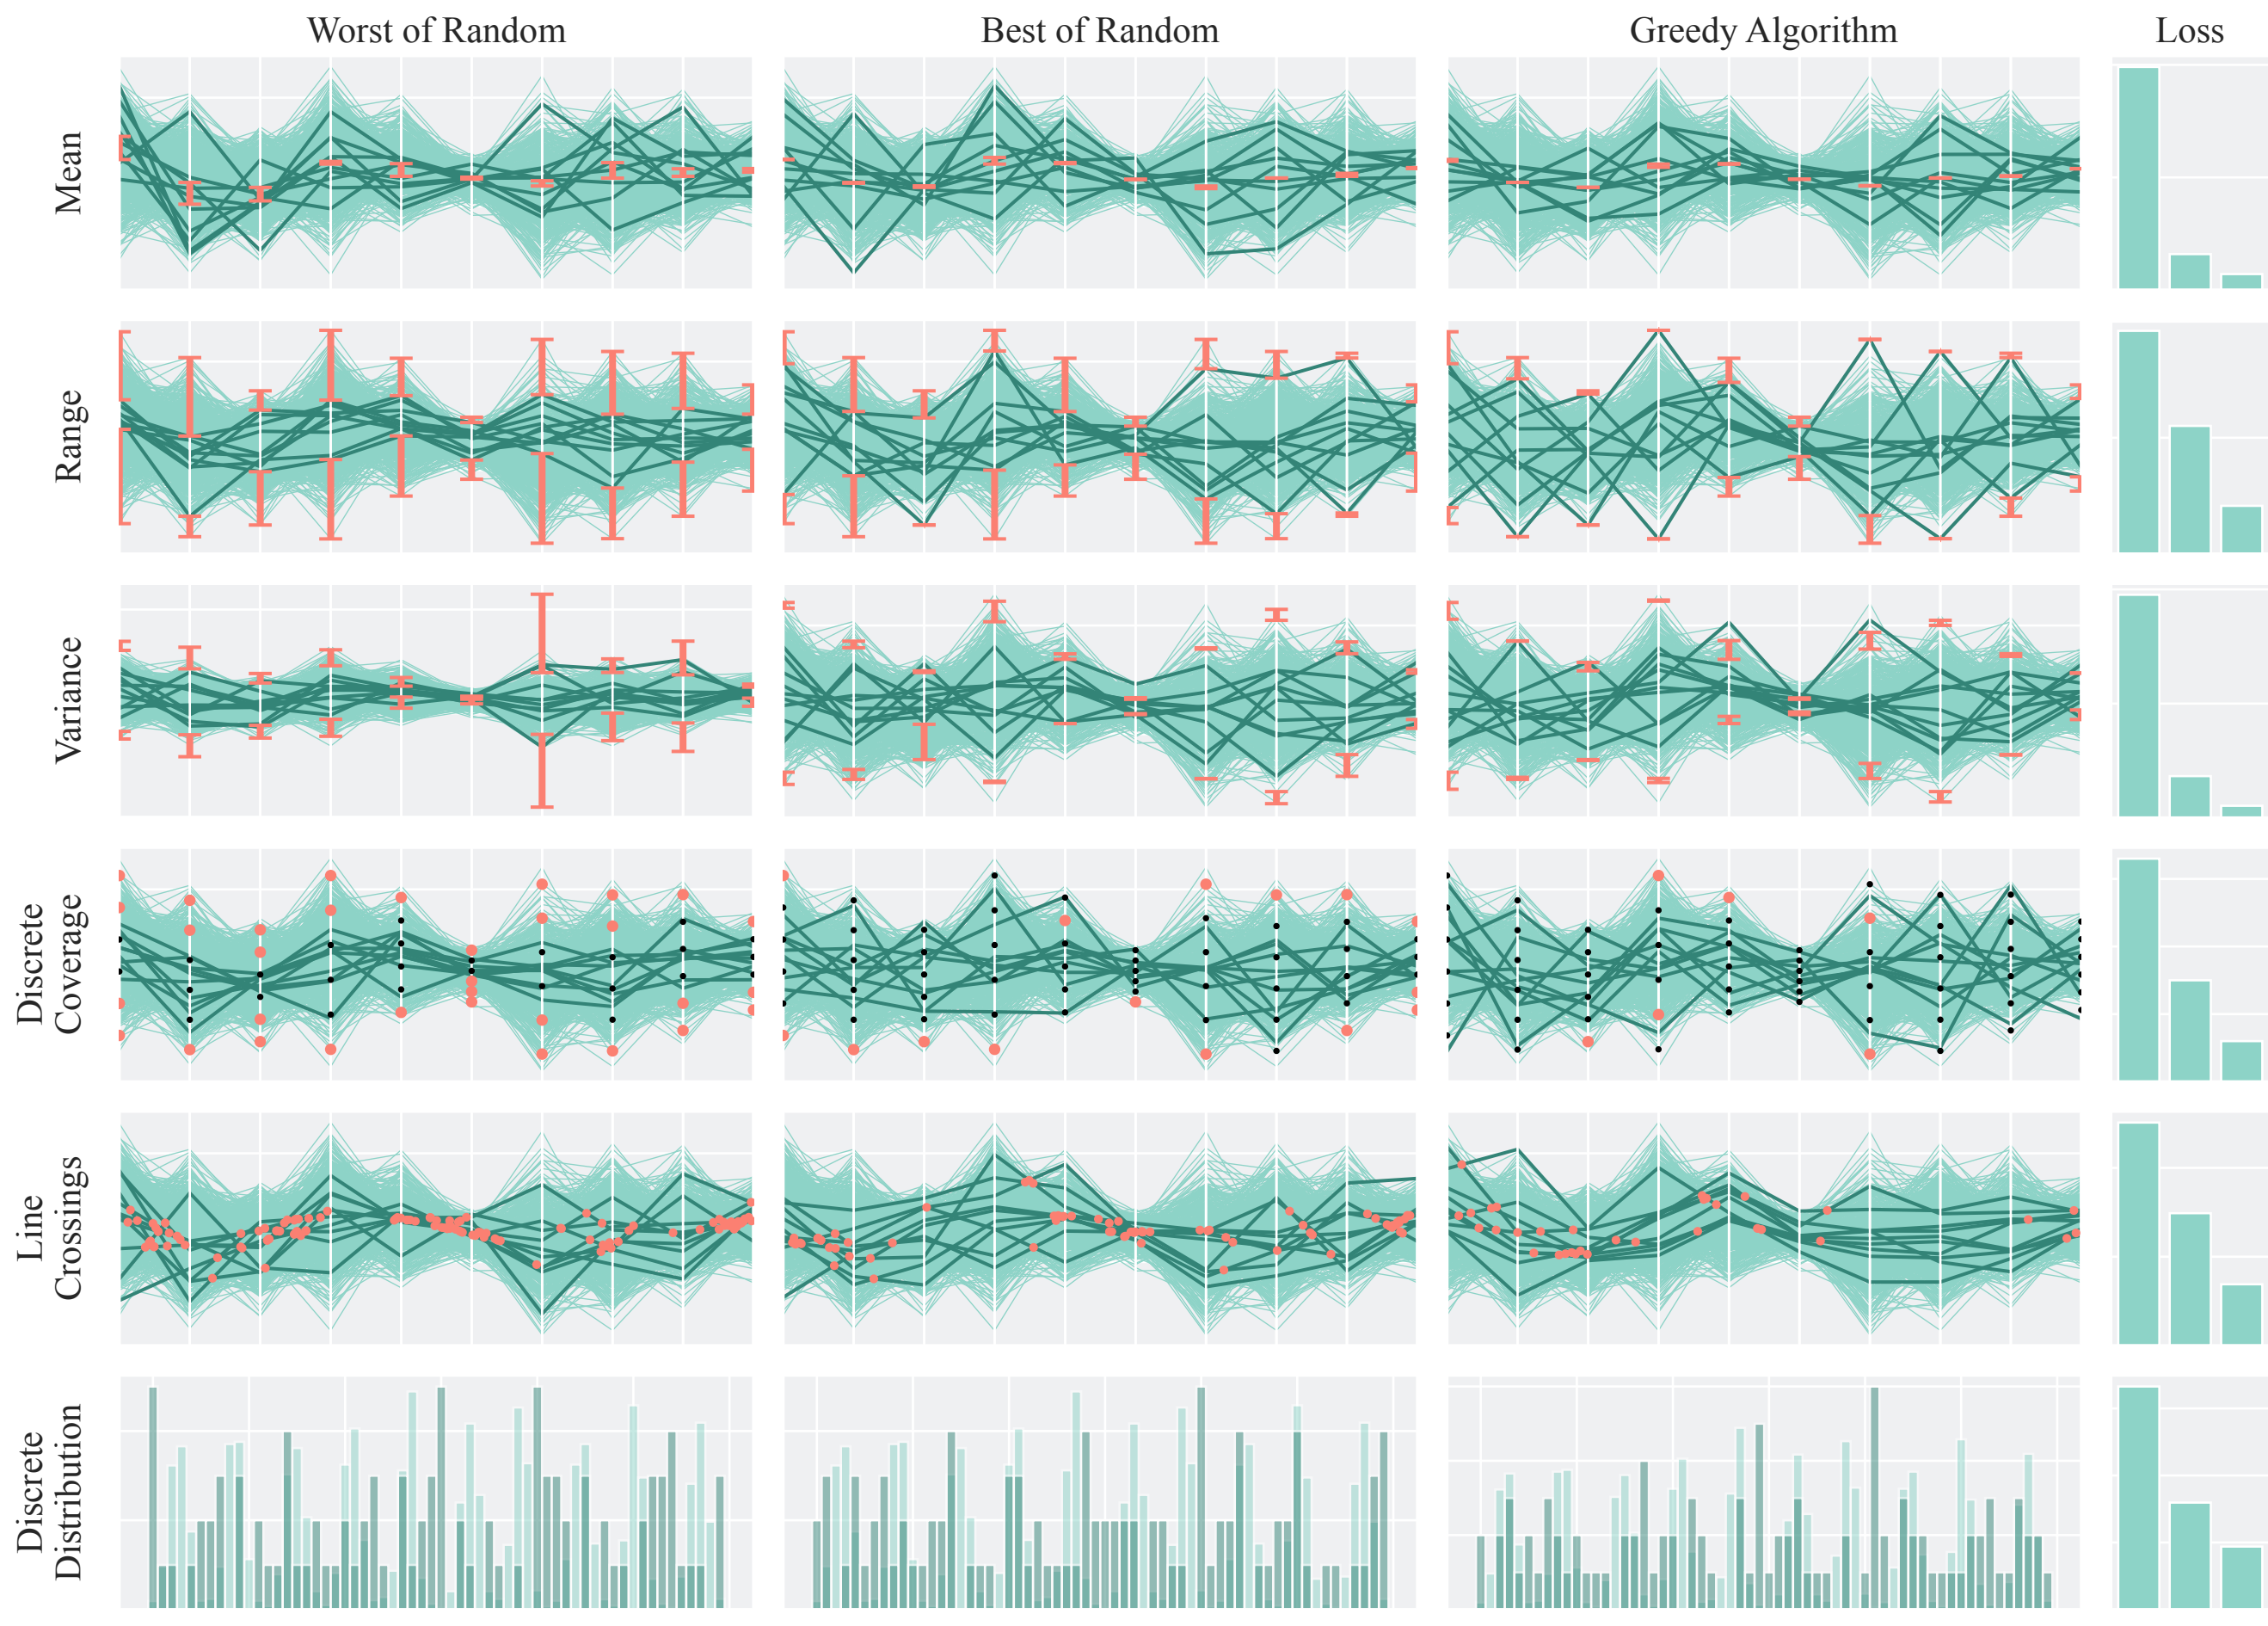 Worst of Random
Best of Random
Greedy Algorithm
Loss
Mean
Range
Variance
Discrete
Coverage
Line
Crossings
Discrete
Distribution